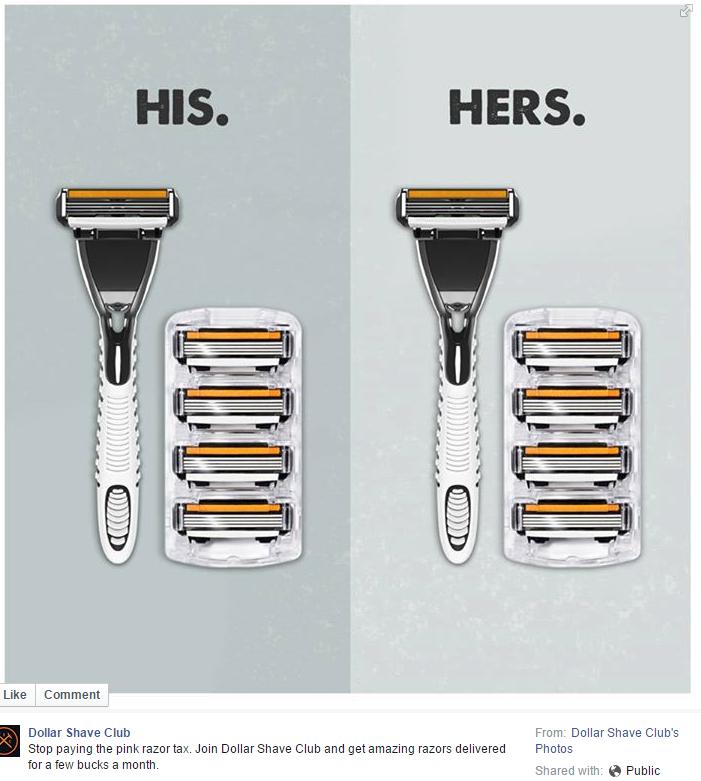 HIS.
HERS.
Like Comment
Dollar Shave Club
Stop paying the pink razor tax. Join Dollar Shave Club and get amazing razors delivered
for a few bucks a month.
From: Dollar Shave Club's
Photos
Shared with: Public